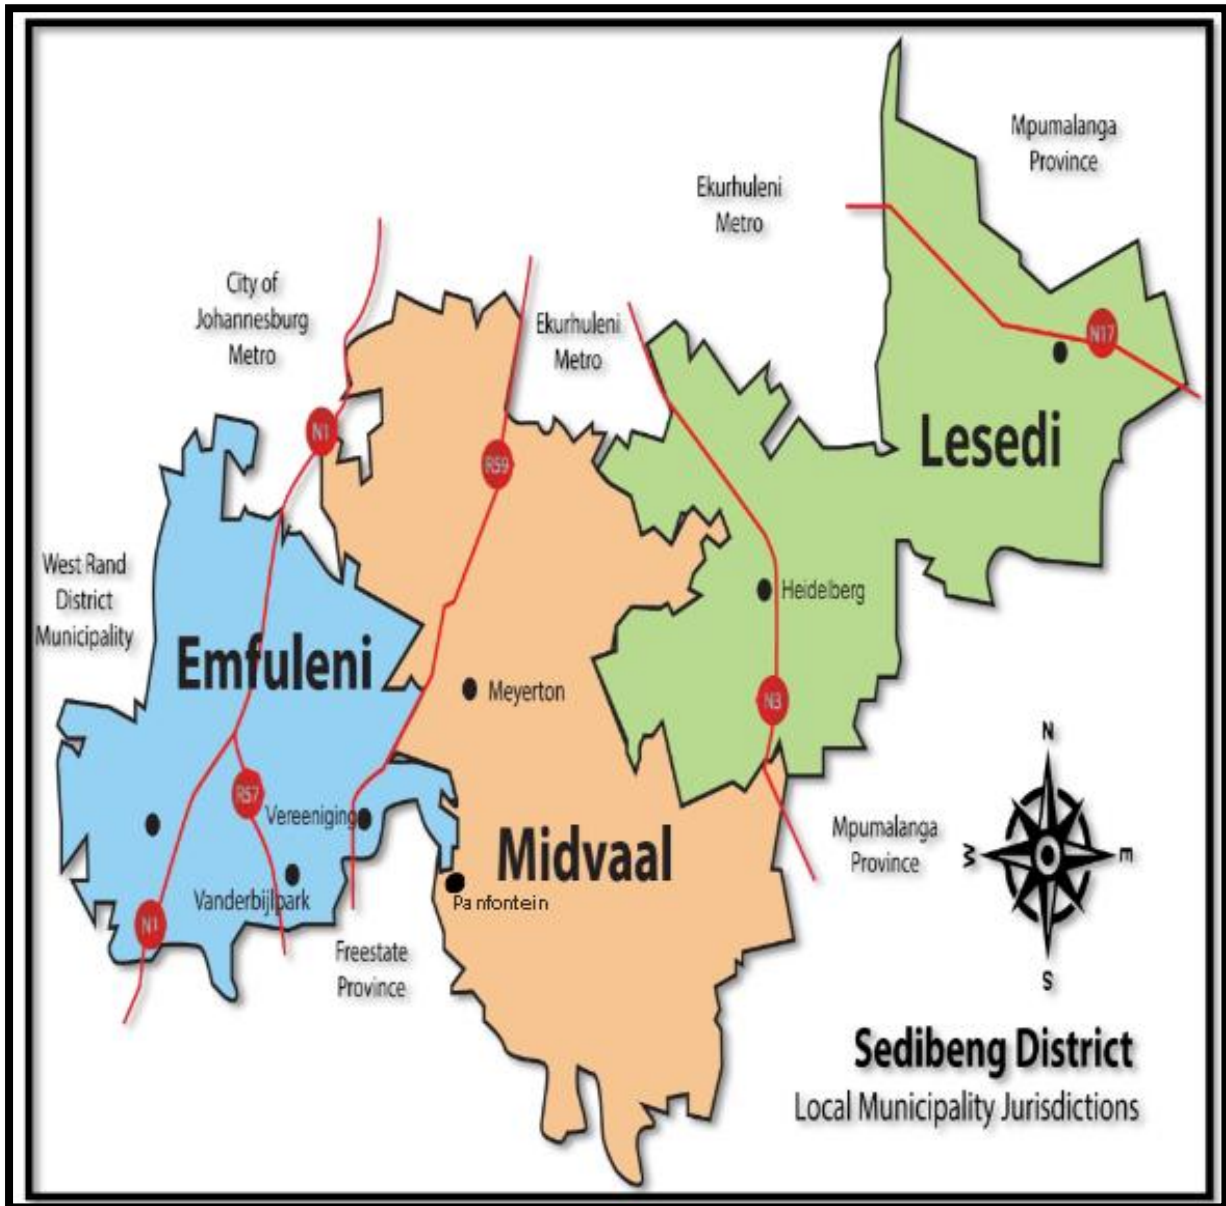 Mpumalanga
Province
Ekurhuleni
Metro
City of
Johannesburg
Metro
Ekurhuleni
Metro
N17
Lesedi
N1
R59
West Rand
District
Municipality
Heidelberg
Emfuleni
Meyerton
N3
R57
Vereeniging
Midvaal
Mpumalanga
Province
Vanderbijlpark
Panfontein
N1
Freestate
Province
N
W
E
S
Sedibeng District
Local Municipality Jurisdictions